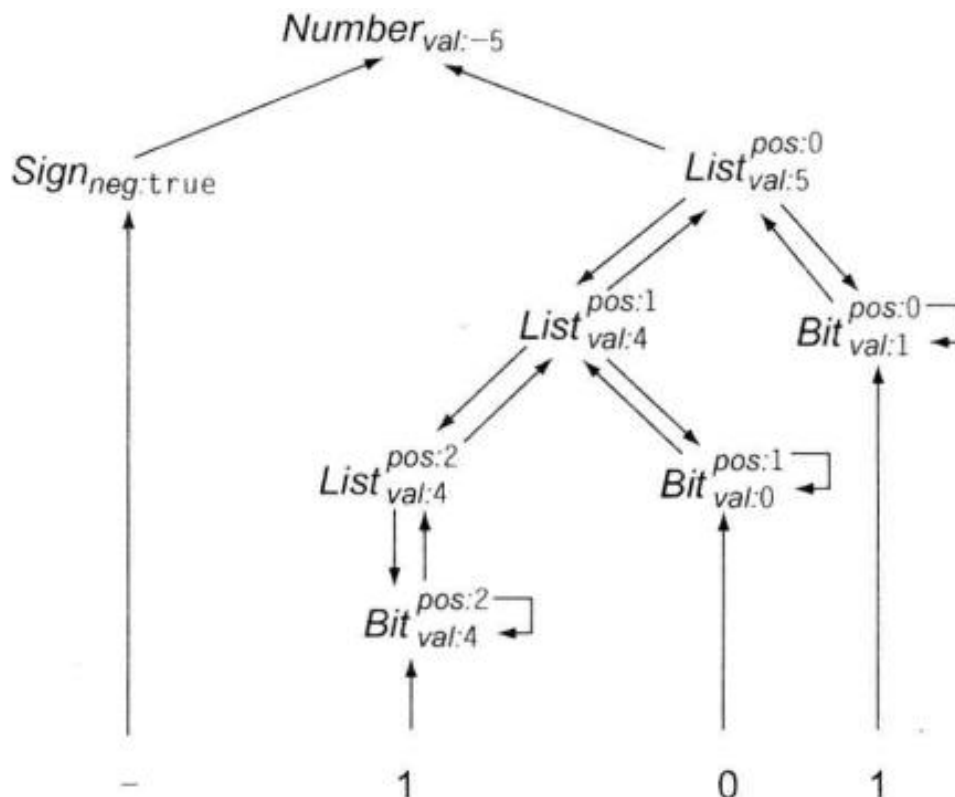 Number val:−5
Sign neg:true
List pos:0 val:5
List pos:1 val:4
Bit pos:0 val:1
List pos:2 val:4
Bit pos:1 val:0
Bit pos:2 val:4
− 1 0 1